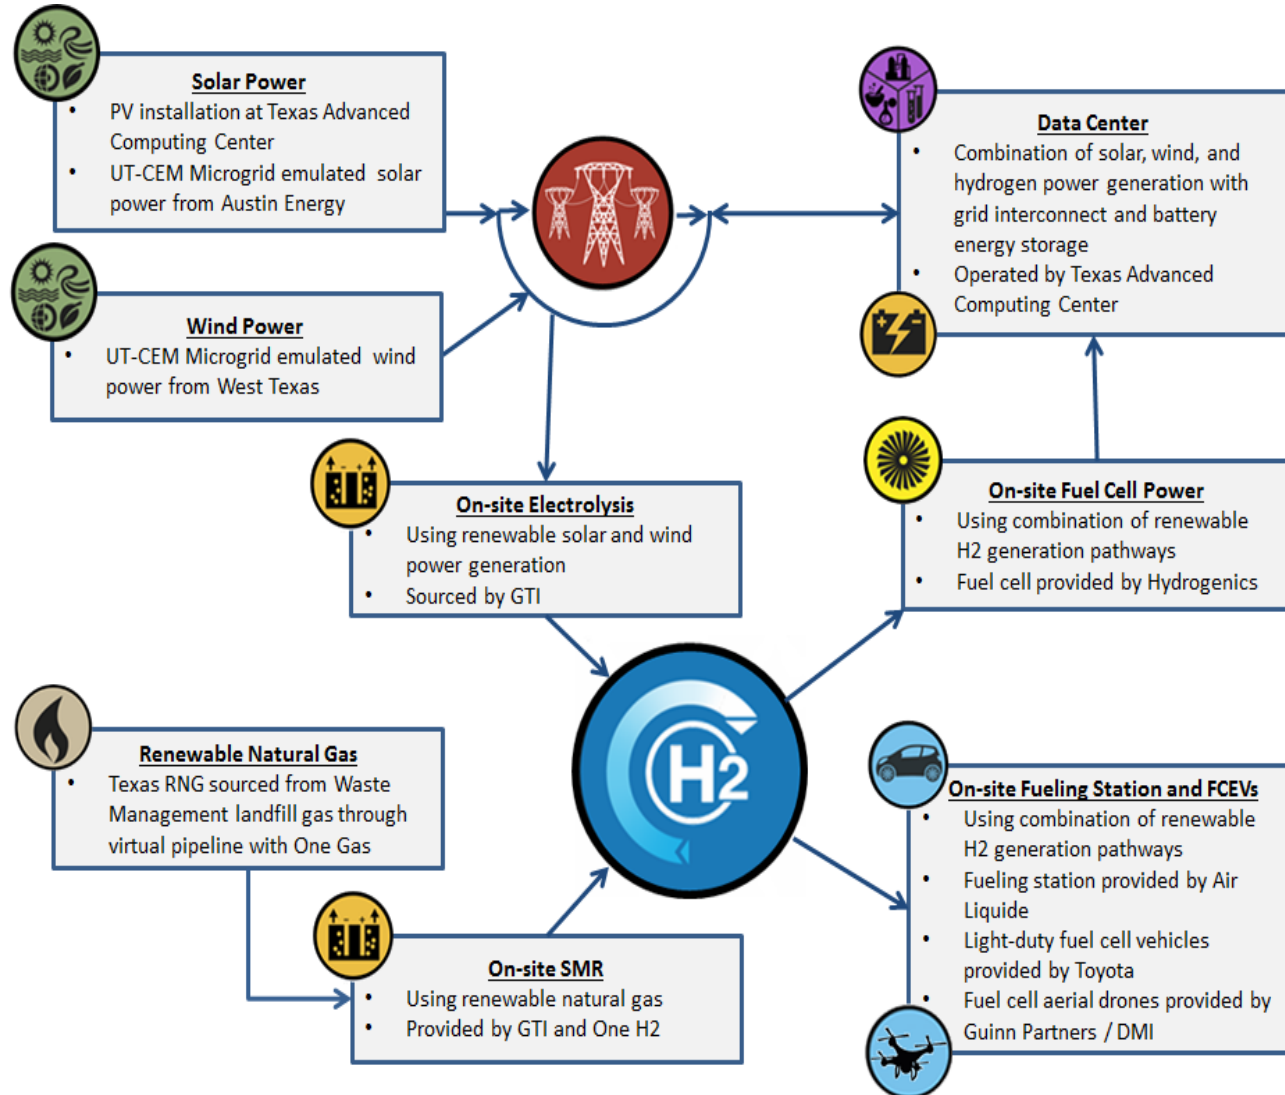 Solar Power
• PV installation at Texas Advanced
Computing Center
• UT-CEM Microgrid emulated solar
power from Austin Energy
Wind Power
• UT-CEM Microgrid emulated wind
power from West Texas
Data Center
• Combination of solar, wind, and
hydrogen power generation with
grid interconnect and battery
energy storage
• Operated by Texas Advanced
Computing Center
On-site Electrolysis
• Using renewable solar and wind
power generation
• Sourced by GTI
On-site Fuel Cell Power
• Using combination of renewable
H2 generation pathways
• Fuel cell provided by Hydrogenics
H2
Renewable Natural Gas
• Texas RNG sourced from Waste
Management landfill gas through
virtual pipeline with One Gas
On-site SMR
• Using renewable natural gas
• Provided by GTI and One H2
On-site Fueling Station and FCEVs
• Using combination of renewable
H2 generation pathways
• Fueling station provided by Air
Liquide
• Light-duty fuel cell vehicles
provided by Toyota
• Fuel cell aerial drones provided by
Guinn Partners / DMI